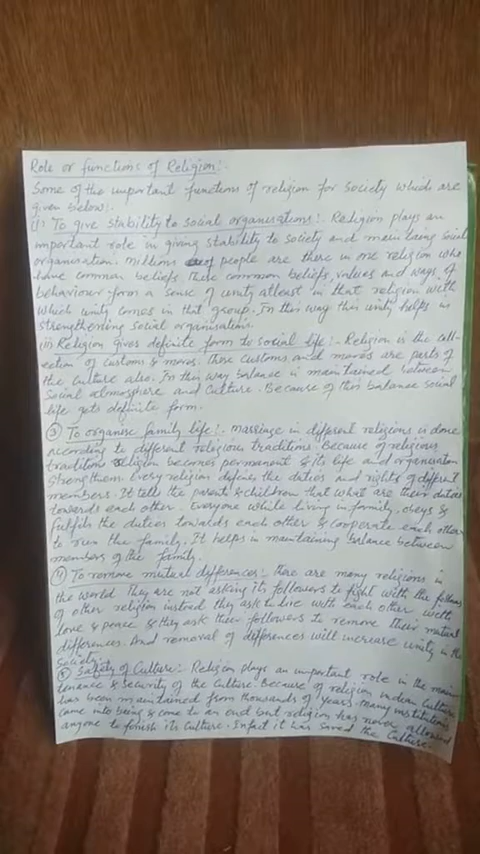 Role or functions of Religion:-
Some of the important functions of religion for society which are
given below:-
(i) To give stability to social organisations:- Religion plays an
important role in giving stability to society and maintaing social
organisation. Millions of people are there in one religion who
have common beliefs. These common beliefs, values and ways of
behaviour form a sense of unity atleast in that religion with
which unity comes in that group. In this way this unity helps in
strengthening social organisations.
(ii) Religion gives definite form to social life:- Religion is the coll-
ection of customs & mores. These customs and mores are parts of
the culture also. In this way balance is maintained between
social atmosphere and culture. Because of this balance social
life gets definite form.
③ To organise family life:- Marriage in different religions is done
according to different religious traditions. Because of religious
traditions religion becomes permanent & its life and organisation
strengthens. Every religion defines the duties and rights of different
members. It tells the parent & children that what are their duties
towards each other. Everyone while living in family, obeys &
fulfils the duties towards each other & cooperate each other
to run the family. It helps in maintaining balance between
members of the family.
④ To remove mutual differences:- There are many religions in
the world. They are not asking its followers to fight with the
of other religion instead they ask to live with each other with
love & peace & they ask their followers to remove their mutual
differences. And removal of differences will increase unity in the
society.
Safety of Culture:- Religion plays an important role in the main-
tenance & security of the culture. Because of religion Indian Culture
has been maintained from thousands of years. Many institutions
came into being & come to an end but religion has never allowed
anyone to its culture. Infact it has saved the culture.